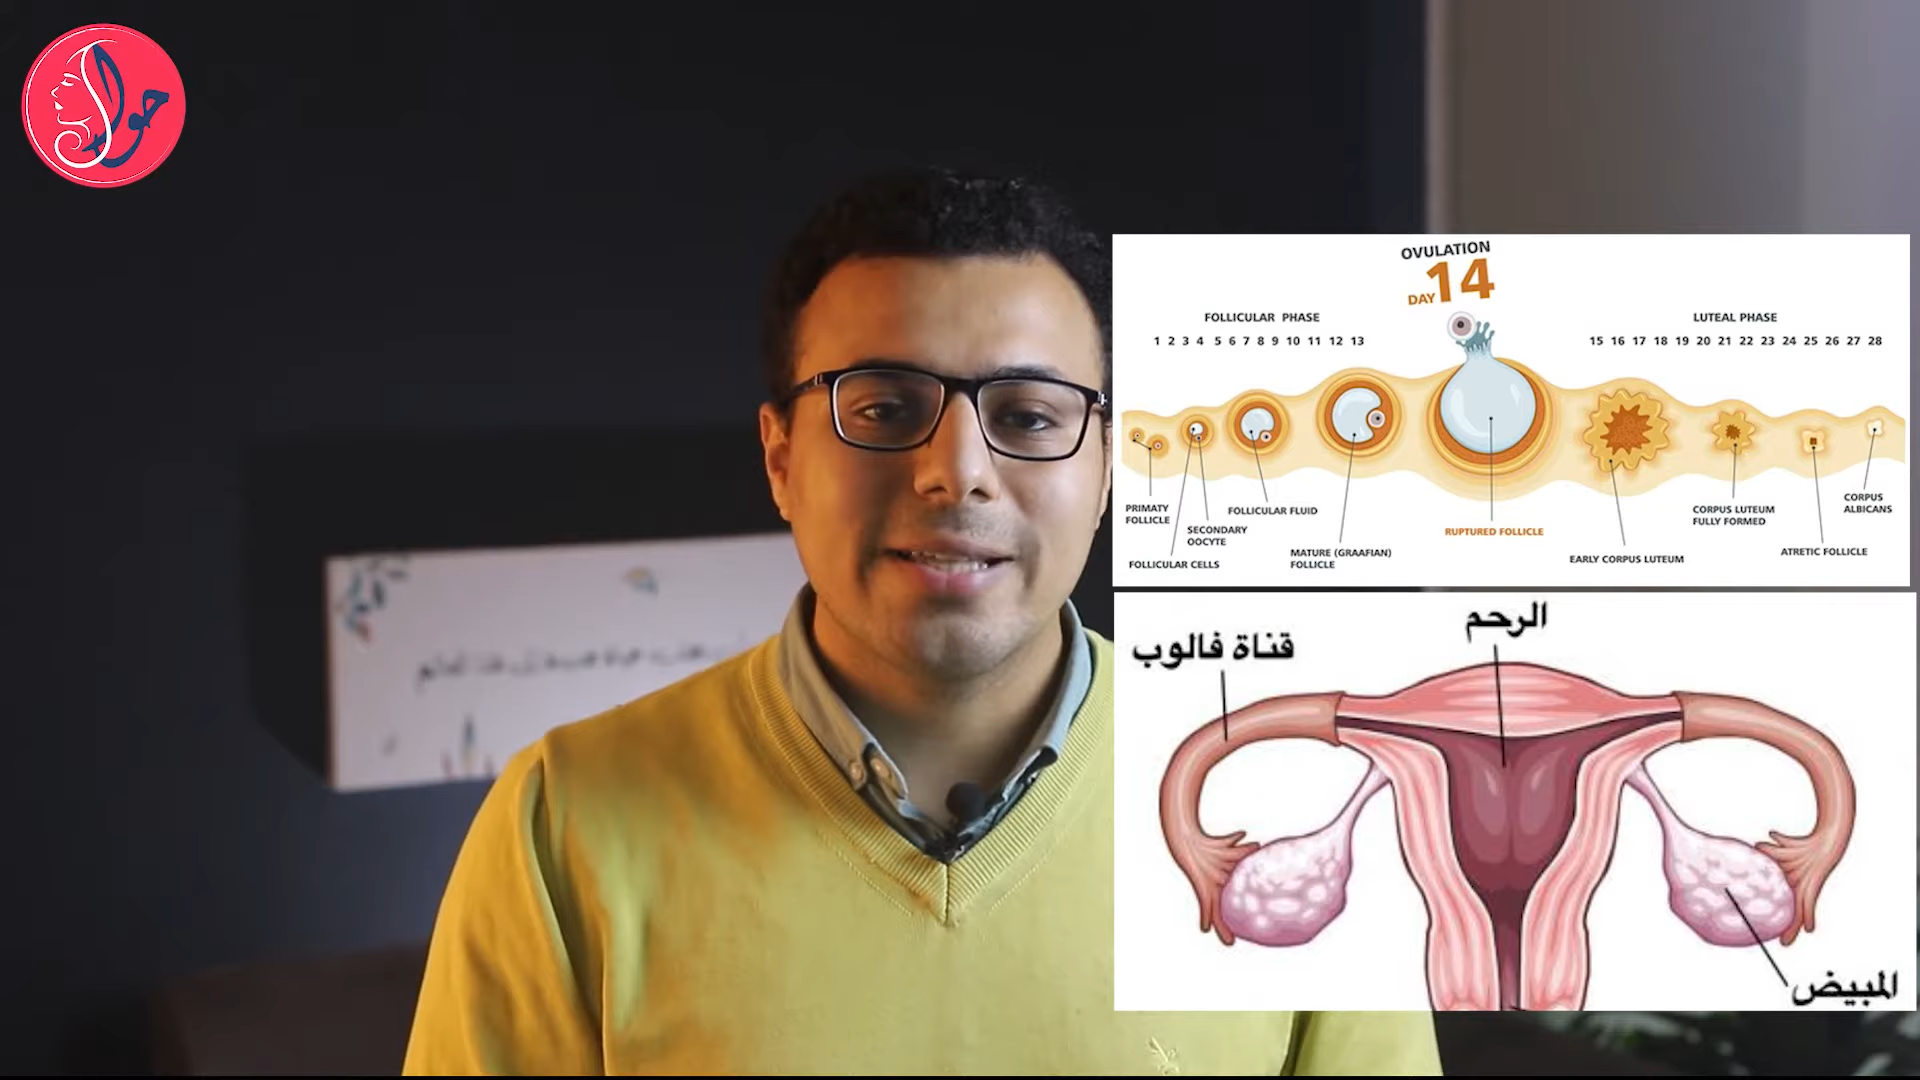 حواء
OVULATION
DAY 14
FOLLICULAR PHASE
1 2 3 4 5 6 7 8 9 10 11 12 13
LUTEAL PHASE
15 16 17 18 19 20 21 22 23 24 25 26 27 28
PRIMATY
FOLLICLE
FOLLICULAR CELLS
SECONDARY
OOCYTE
FOLLICULAR FLUID
MATURE (GRAAFIAN)
FOLLICLE
RUPTURED FOLLICLE
EARLY CORPUS LUTEUM
CORPUS LUTEUM
FULLY FORMED
ATRETIC FOLLICLE
CORPUS
ALBICANS
الرحم
قناة فالوب
المبيض